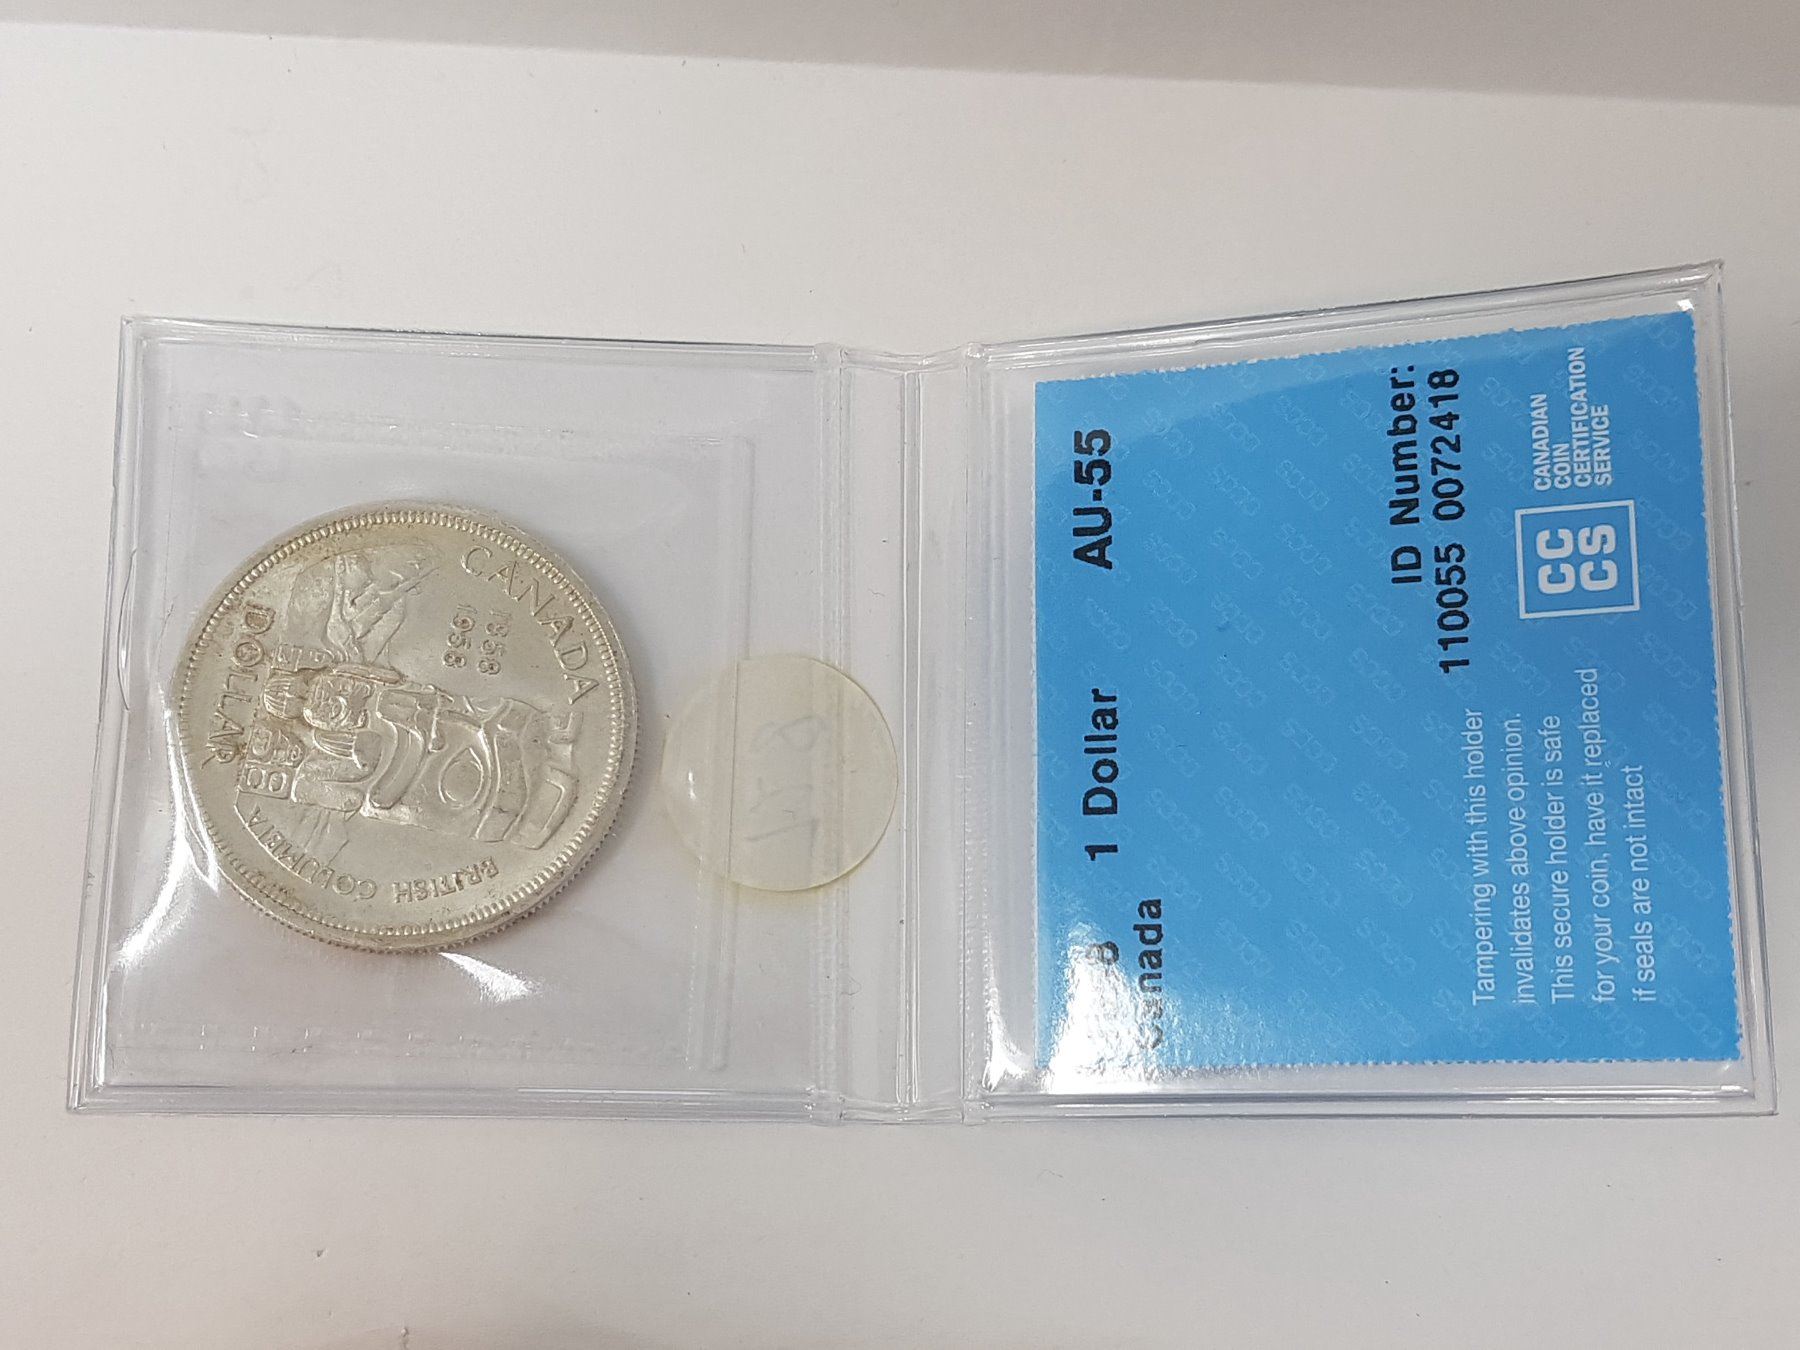 CANADA
1858
1958
DOLLAR
BRITISH COLUMBIA
1 Dollar AU-55
Canada
ID Number:
110055 0072418
Tampering with this holder
invalidates above opinion.
This secure holder is safe
for your coin, have it replaced
if seals are not intact
CC
CS
CANADIAN
COIN
CERTIFICATION
SERVICE